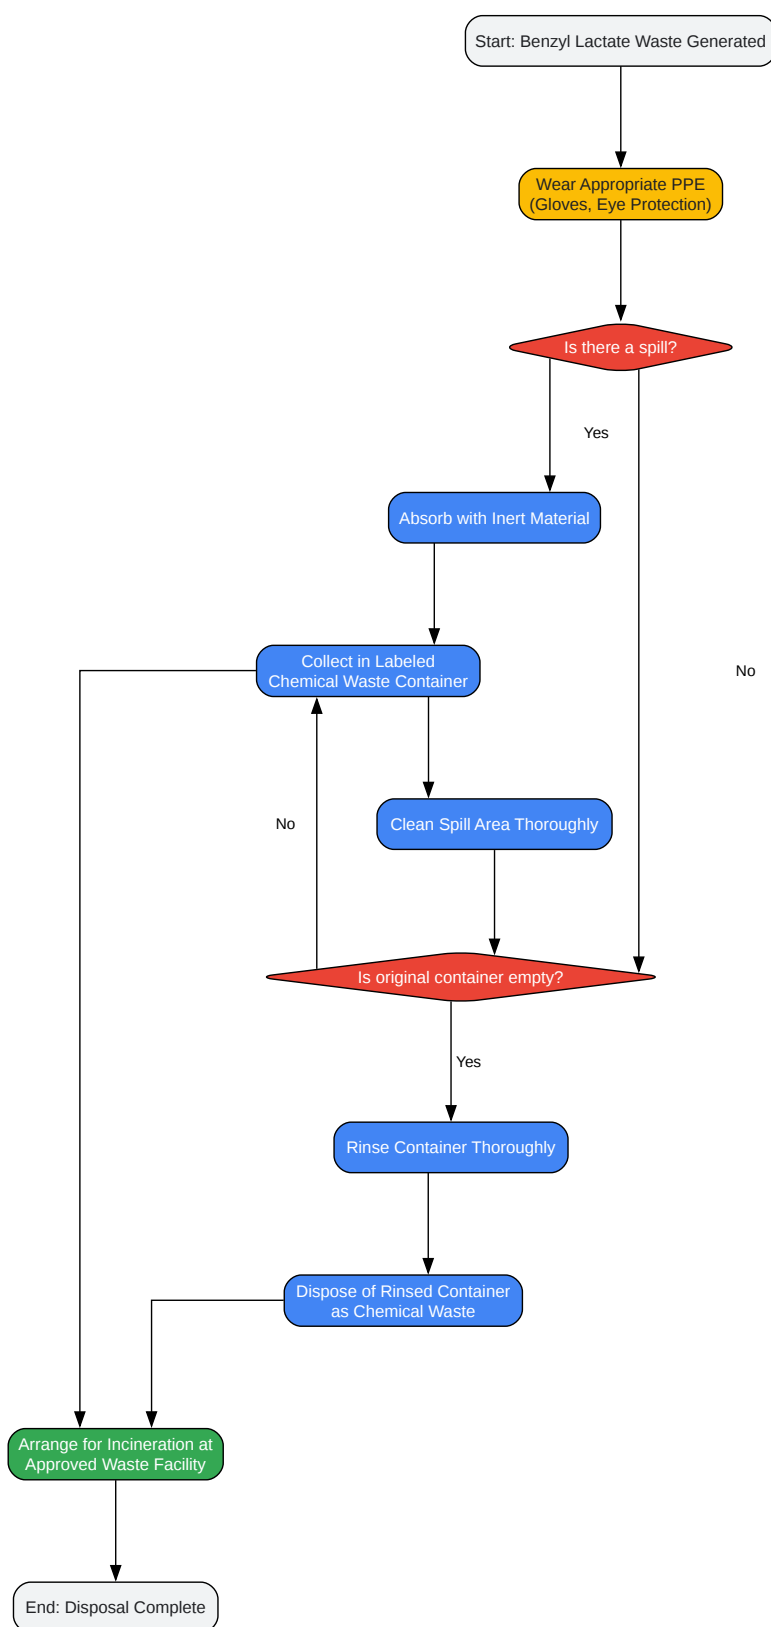 Start: Benzyl Lactate Waste Generated
Wear Appropriate PPE
(Gloves, Eye Protection)
Is there a spill?
Yes
Absorb with Inert Material
Collect in Labeled
Chemical Waste Container
No
Clean Spill Area Thoroughly
No
Is original container empty?
Yes
Rinse Container Thoroughly
Dispose of Rinsed Container
as Chemical Waste
Arrange for Incineration at
Approved Waste Facility
End: Disposal Complete